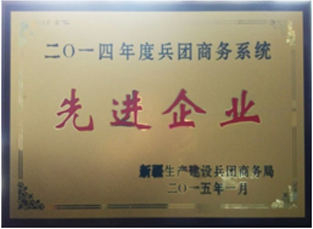 二〇一四年度兵团商务系统
先进企业
新疆生产建设兵团商务局
二〇一五年一月